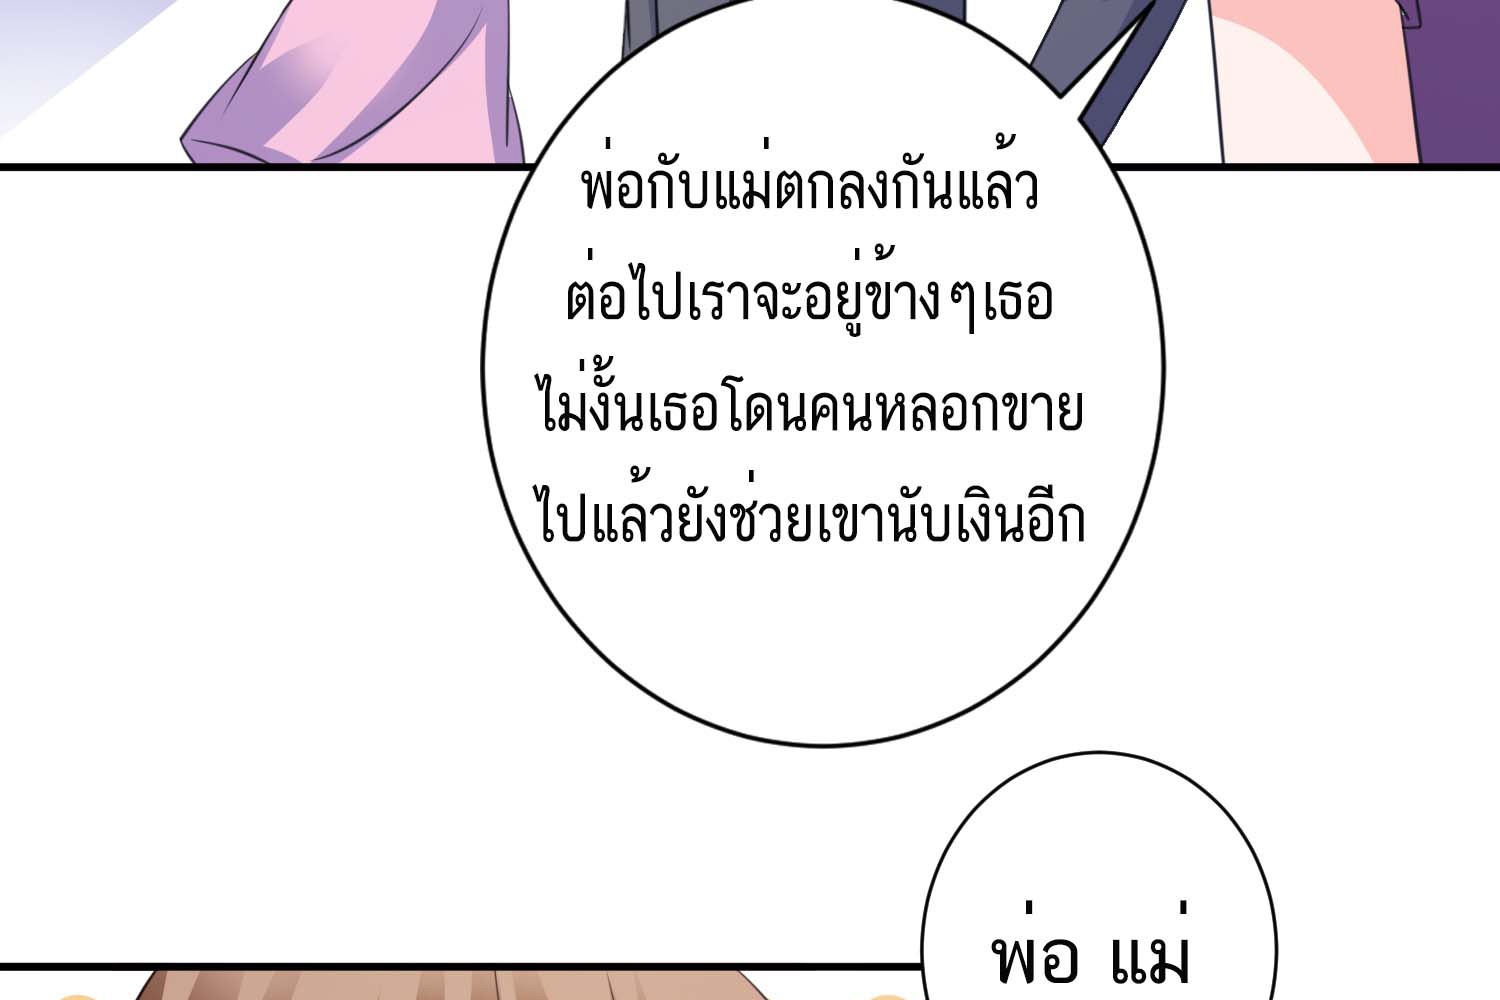 พ่อกับแม่ตกลงกันแล้ว
ต่อไปเราจะอยู่ข้างๆเธอ
ไม่งั้นเธอโดนคนหลอกขาย
ไปแล้วยังช่วยเขานับเงินอีก
พ่อ แม่